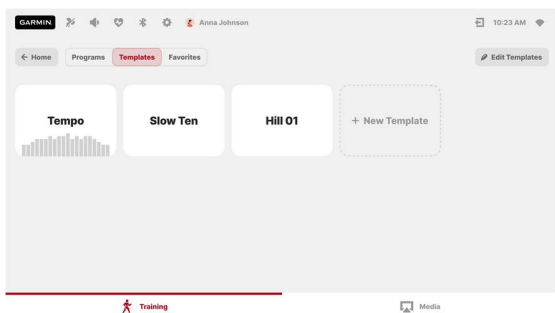 GARMIN Anna Johnson 10:23 AM
← Home Programs Templates Favorites Edit Templates
Tempo Slow Ten Hill 01 + New Template
Training Media